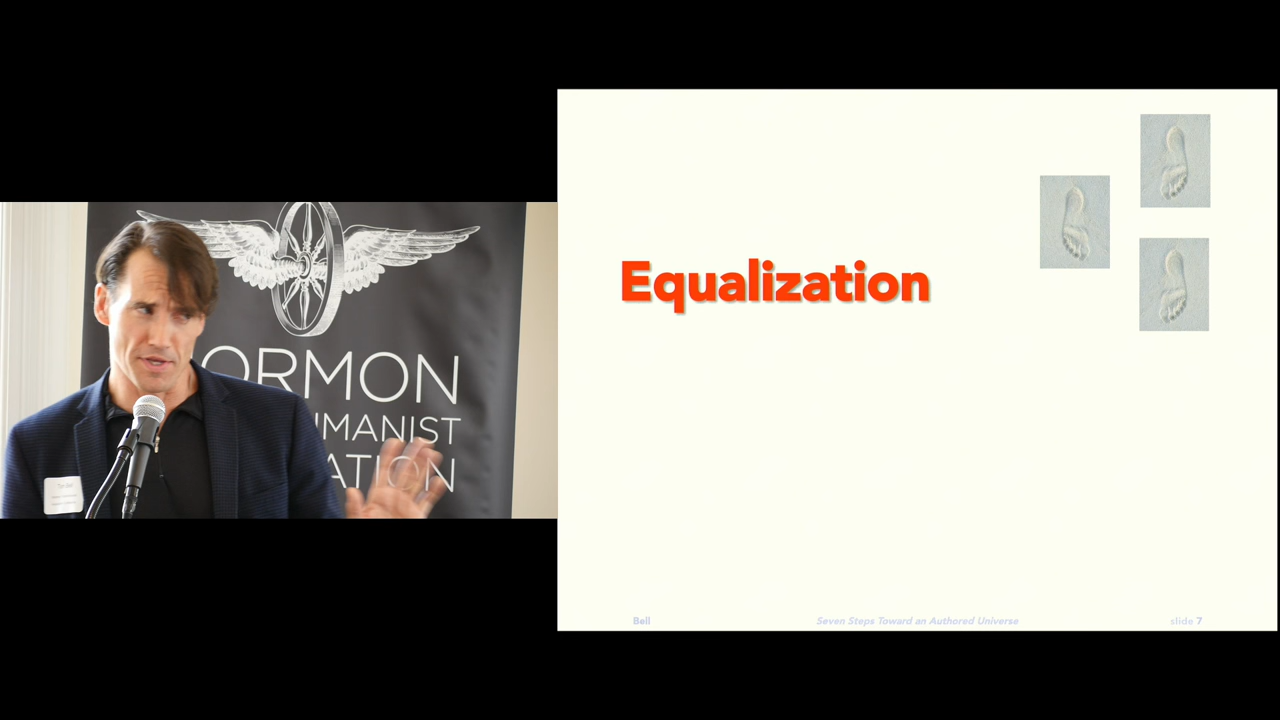 ORMON
UMANIST
ATION
Equalization
Bell
Seven Steps Toward an Authored Universe
slide 7